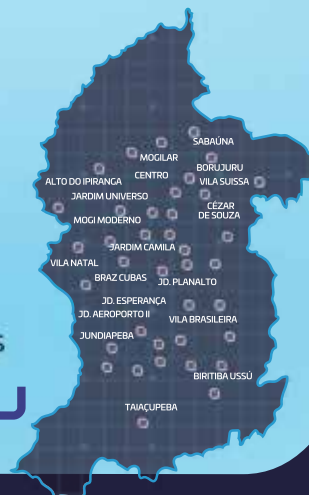 SABAÚNA
MOGILAR
BORUJURU
CENTRO
ALTO DO IPIRANGA
VILA SUISSA
JARDIM UNIVERSO
CÉZAR
DE SOUZA
MOGI MODERNO
JARDIM CAMILA
VILA NATAL
BRAZ CUBAS
JD. PLANALTO
JD. ESPERANÇA
JD. AEROPORTO II
VILA BRASILEIRA
JUNDIAPEBA
S
BIRITIBA USSÚ
TAIAÇUPEBA